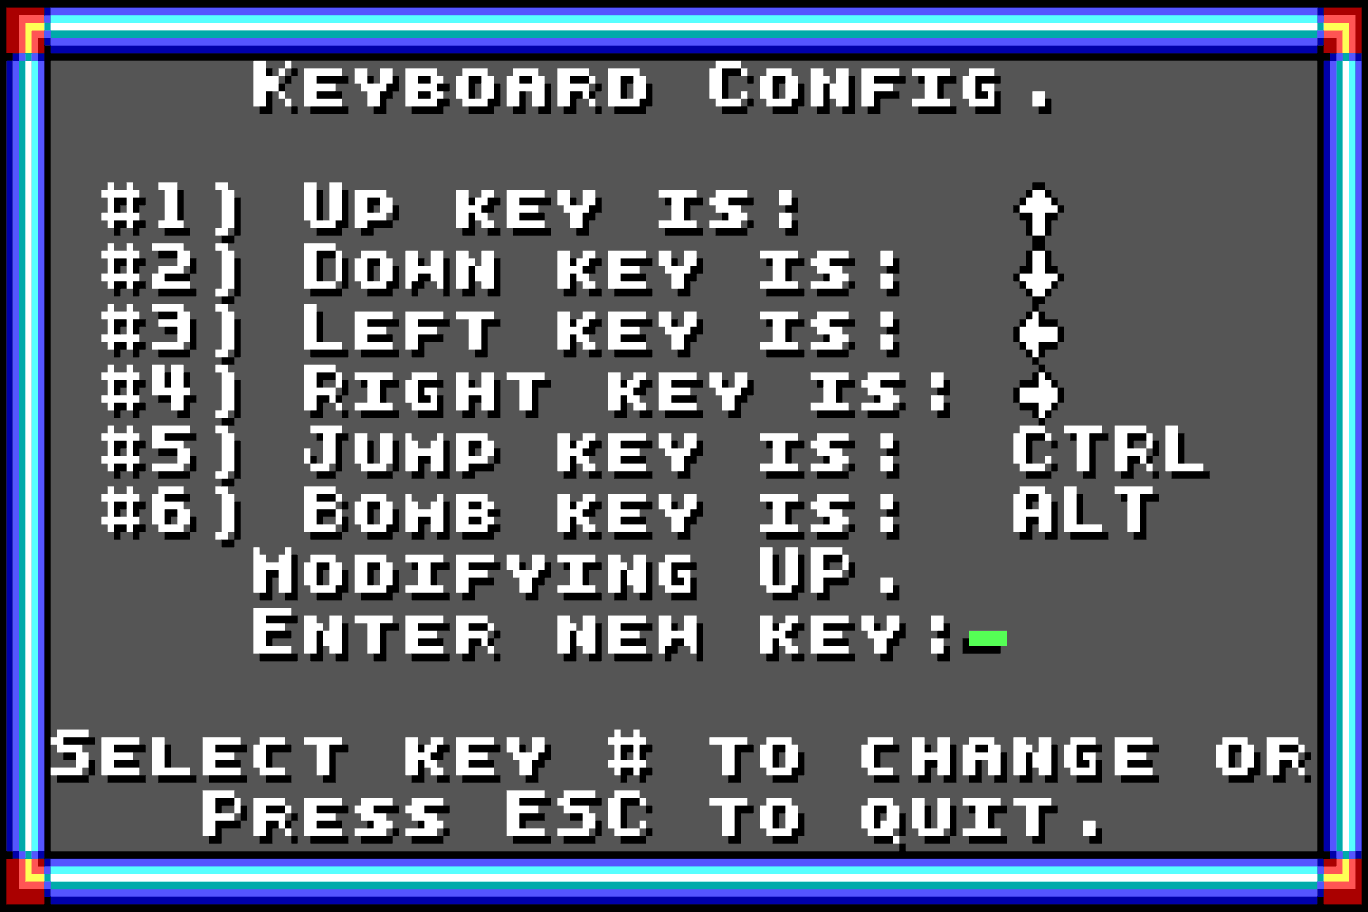 Keyboard Config.
#1) Up key is: ↑
#2) Down key is: ↓
#3) Left key is: ←
#4) Right key is: →
#5) Jump key is: CTRL
#6) Bomb key is: ALT
Modifying UP.
Enter new key:
Select key # to change or
Press ESC to quit.